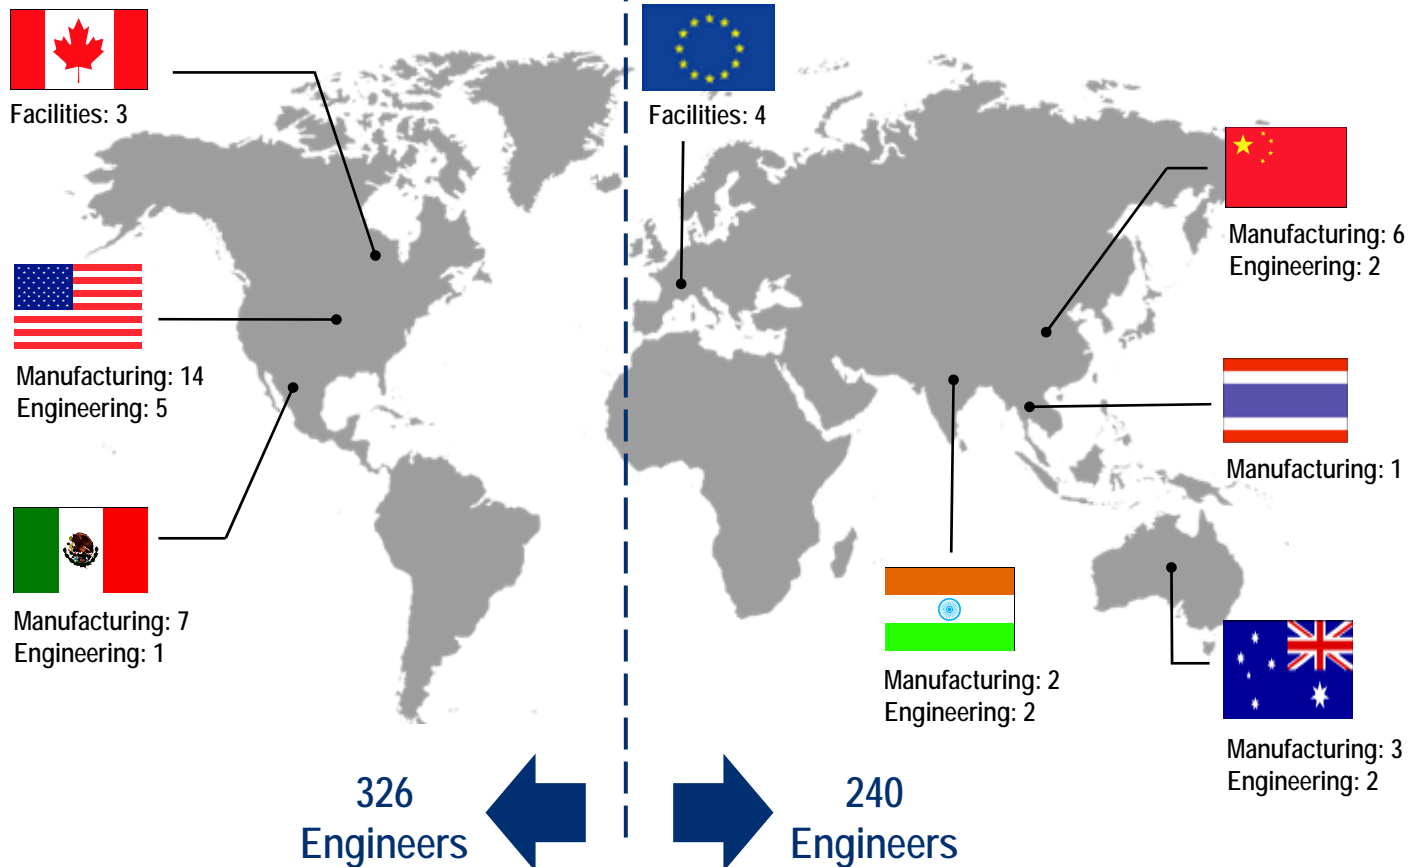 Facilities: 3
Manufacturing: 14
Engineering: 5
Manufacturing: 7
Engineering: 1
Facilities: 4
Manufacturing: 6
Engineering: 2
Manufacturing: 1
Manufacturing: 2
Engineering: 2
Manufacturing: 3
Engineering: 2
326
Engineers
240
Engineers